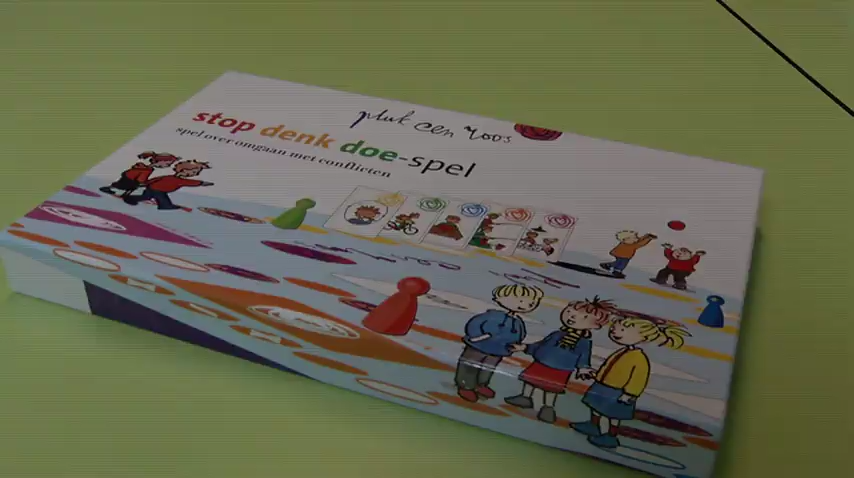 pluk een roos
stop denk doe-spel
spel over omgaan met conflicten